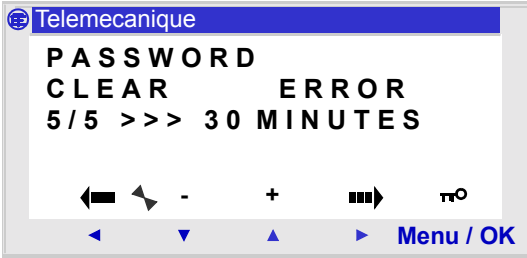 Telemecanique
PASSWORD
CLEAR ERROR
5/5 >>> 30 MINUTES
- +
Menu / OK